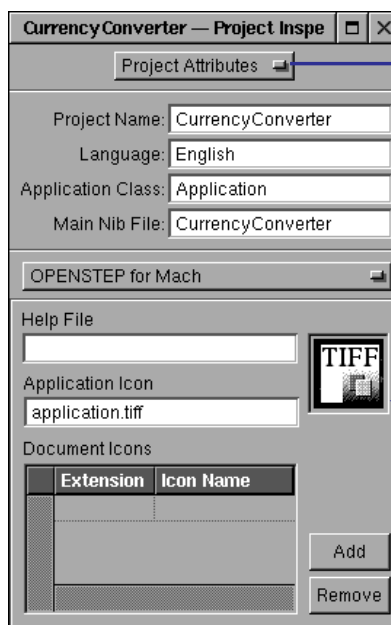 CurrencyConverter — Project Inspe
Project Attributes
Project Name: CurrencyConverter
Language: English
Application Class: Application
Main Nib File: CurrencyConverter
OPENSTEP for Mach
Help File
TIFF
Application Icon
application.tiff
Document Icons
Extension Icon Name
Add
Remove